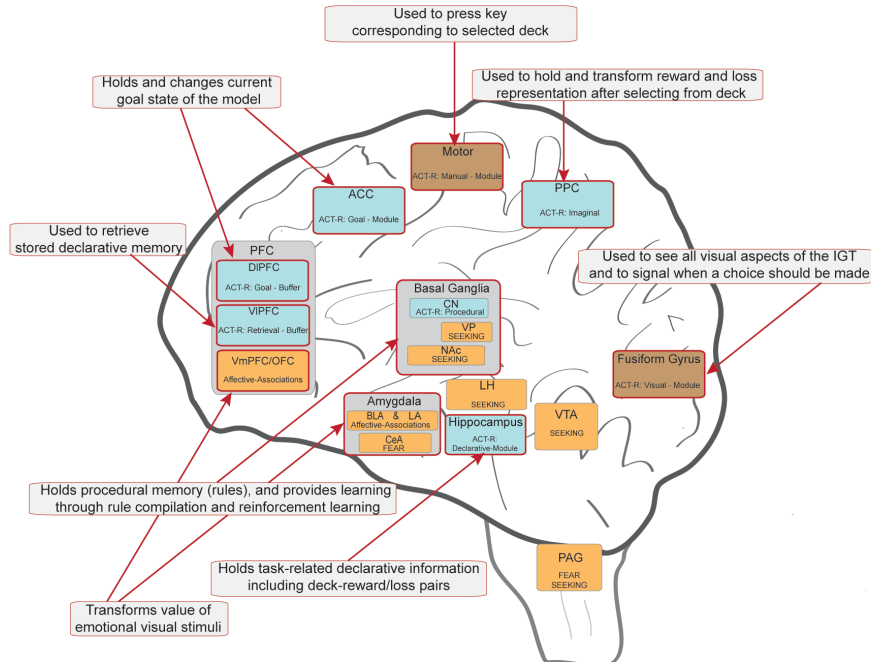 Used to press key
corresponding to selected deck
Holds and changes current
goal state of the model
Used to hold and transform reward and loss
representation after selecting from deck
Motor
ACT-R: Manual - Module
ACC
ACT-R: Goal - Module
PPC
ACT-R: Imaginal
Used to retrieve
stored declarative memory
PFC
DlPFC
ACT-R: Goal - Buffer
VlPFC
ACT-R: Retrieval - Buffer
VmPFC/OFC
Affective-Associations
Used to see all visual aspects of the IGT
and to signal when a choice should be made
Basal Ganglia
CN
ACT-R: Procedural
VP
SEEKING
NAc
SEEKING
Fusiform Gyrus
ACT-R: Visual - Module
LH
SEEKING
Amygdala
BLA & LA
Affective-Associations
CeA
FEAR
Hippocampus
ACT-R:
Declarative-Module
VTA
SEEKING
Holds procedural memory (rules), and provides learning
through rule compilation and reinforcement learning
Holds task-related declarative information
including deck-reward/loss pairs
PAG
FEAR
SEEKING
Transforms value of
emotional visual stimuli